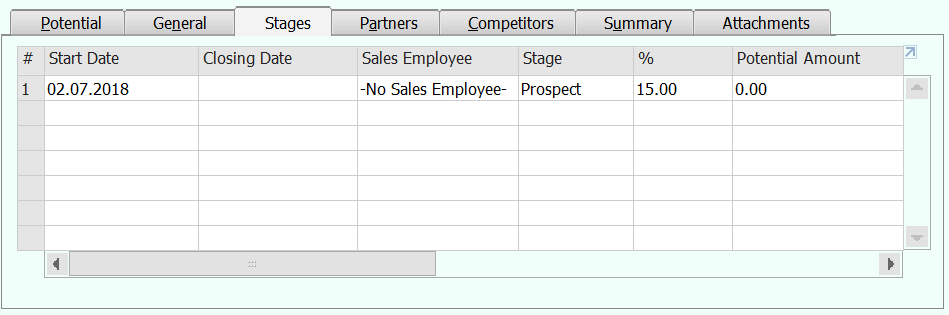 Potential General Stages Partners Competitors Summary Attachments
# Start Date Closing Date Sales Employee Stage % Potential Amount
1 02.07.2018 -No Sales Employee- Prospect 15.00 0.00